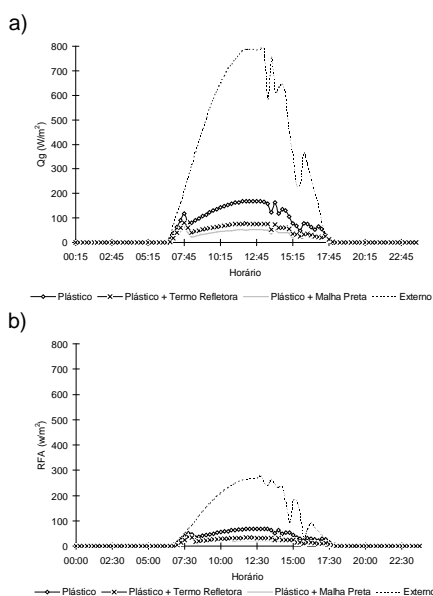 a)
800
700
600
500
400
300
200
100
0
Qg (W/m²)
00:15 02:45 05:15 07:45 10:15 12:45 15:15 17:45 20:15 22:45
Horário
Plástico Plástico + Termo Refletora Plástico + Malha Preta Externo
b)
800
700
600
500
400
300
200
100
0
RFA (w/m²)
00:00 02:30 05:00 07:30 10:00 12:30 15:00 17:30 20:00 22:30
Horário
Plástico Plástico + Termo Refletora Plástico + Malha Preta Externo